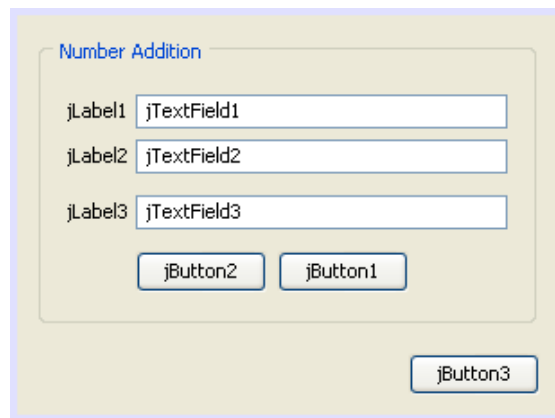 Number Addition
jLabel1 jTextField1
jLabel2 jTextField2
jLabel3 jTextField3
jButton2 jButton1
jButton3